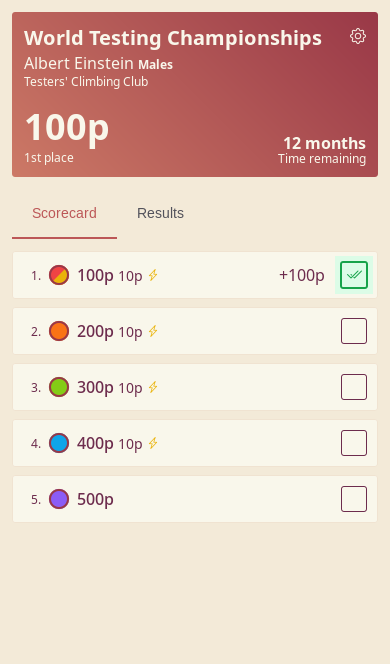 World Testing Championships
Albert Einstein Males
Testers' Climbing Club
100p
1st place
12 months
Time remaining
Scorecard Results
1. 100p 10p +100p
2. 200p 10p
3. 300p 10p
4. 400p 10p
5. 500p